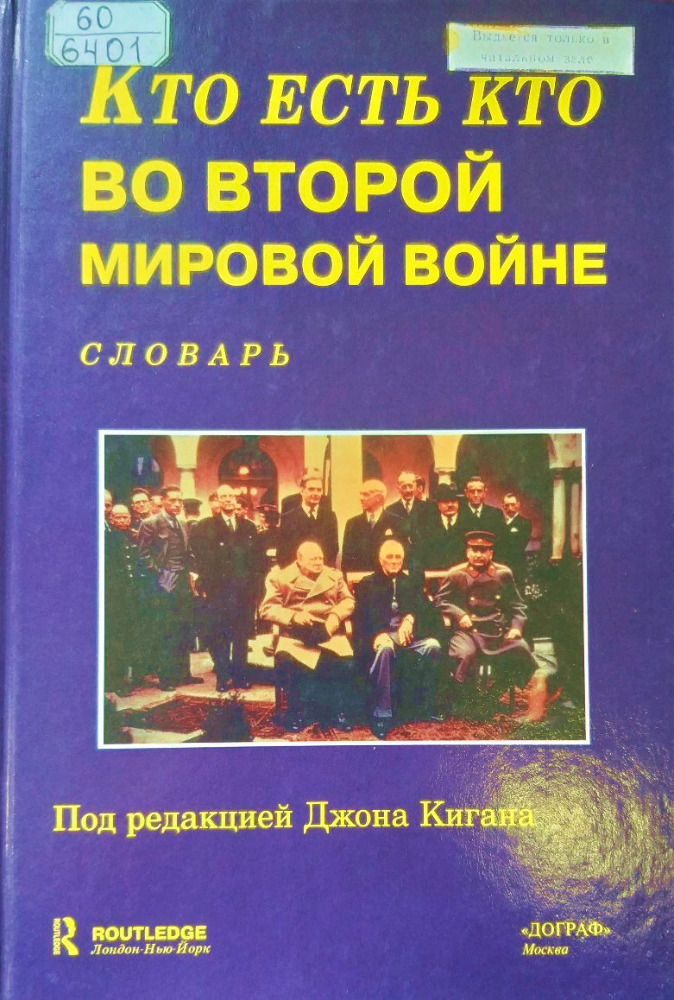 60
6401
Выдается только в
читальном зале
КТО ЕСТЬ КТО
ВО ВТОРОЙ
МИРОВОЙ ВОЙНЕ
СЛОВАРЬ
Под редакцией Джона Кигана
ROUTLEDGE
ROUTLEDGE
Лондон-Нью-Йорк
«ДОГРАФ»
Москва